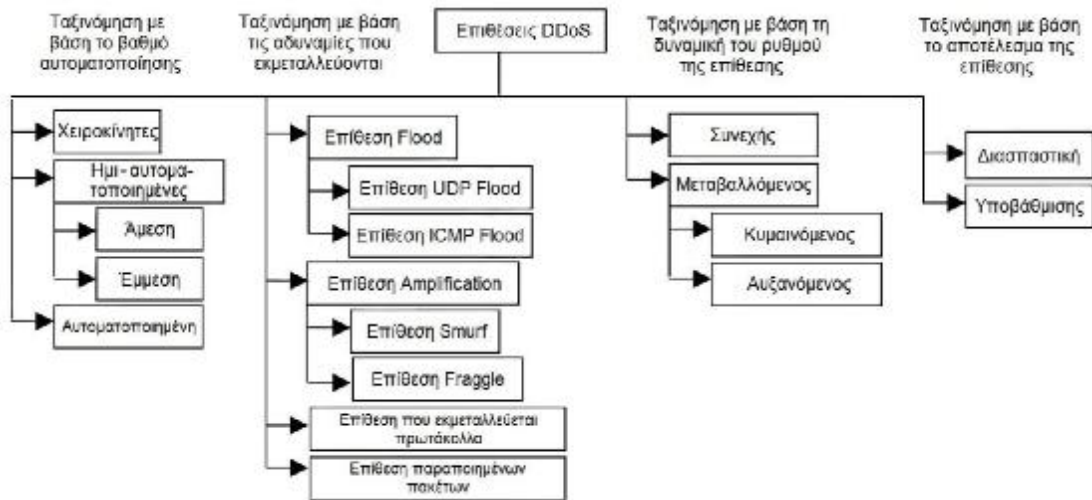 Ταξινόμηση με
βάση το βαθμό
αυτοματοποίησης
Ταξινόμηση με βάση
τις αδυναμίες που
εκμεταλλεύονται
Επιθέσεις DDoS
Ταξινόμηση με βάση τη
δυναμική του ρυθμού
της επίθεσης
Ταξινόμηση με βάση
το αποτέλεσμα της
επίθεσης
Χειροκίνητες
Ημι - αυτομα-
τοποιημένες
Άμεση
Έμμεση
Αυτοματοποιημένη
Επίθεση Flood
Επίθεση UDP Flood
Επίθεση ICMP Flood
Επίθεση Amplification
Επίθεση Smurf
Επίθεση Fraggle
Επίθεση που εκμεταλλεύεται
πρωτόκολλα
Επίθεση παραποιημένων
πακέτων
Συνεχής
Μεταβαλλόμενος
Κυμαινόμενος
Αυξανόμενος
Διασπαστική
Υποβάθμισης